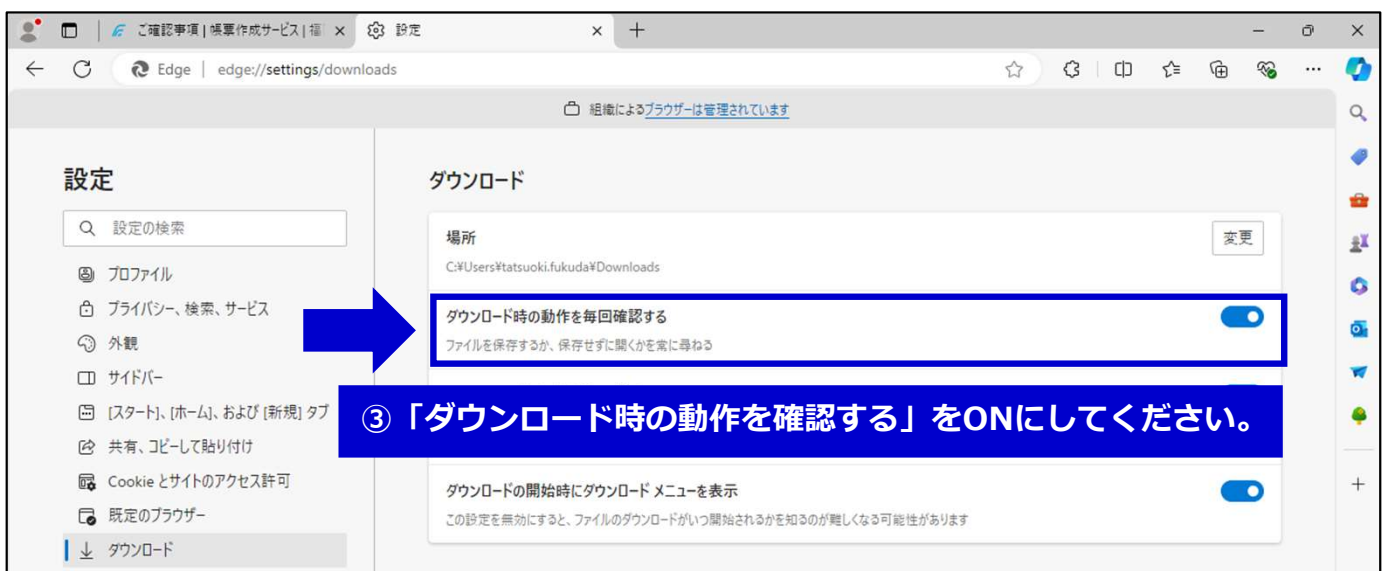 ご確認事項 | 帳票作成サービス | 福
設定
Edge | edge://settings/downloads
組織によるブラウザーは管理されています
設定
設定の検索
プロファイル
プライバシー、検索、サービス
外観
サイドバー
[スタート]、[ホーム]、および [新規] タブ
共有、コピーして貼り付け
Cookie とサイトのアクセス許可
既定のブラウザー
ダウンロード
ダウンロード
場所
変更
C:¥Users¥tatsuoki.fukuda¥Downloads
ダウンロード時の動作を毎回確認する
ファイルを保存するか、保存せずに開くかを常に尋ねる
③「ダウンロード時の動作を確認する」をONにしてください。
ダウンロードの開始時にダウンロード メニューを表示
この設定を無効にすると、ファイルのダウンロードがいつ開始されるかを知るのが難しくなる可能性があります